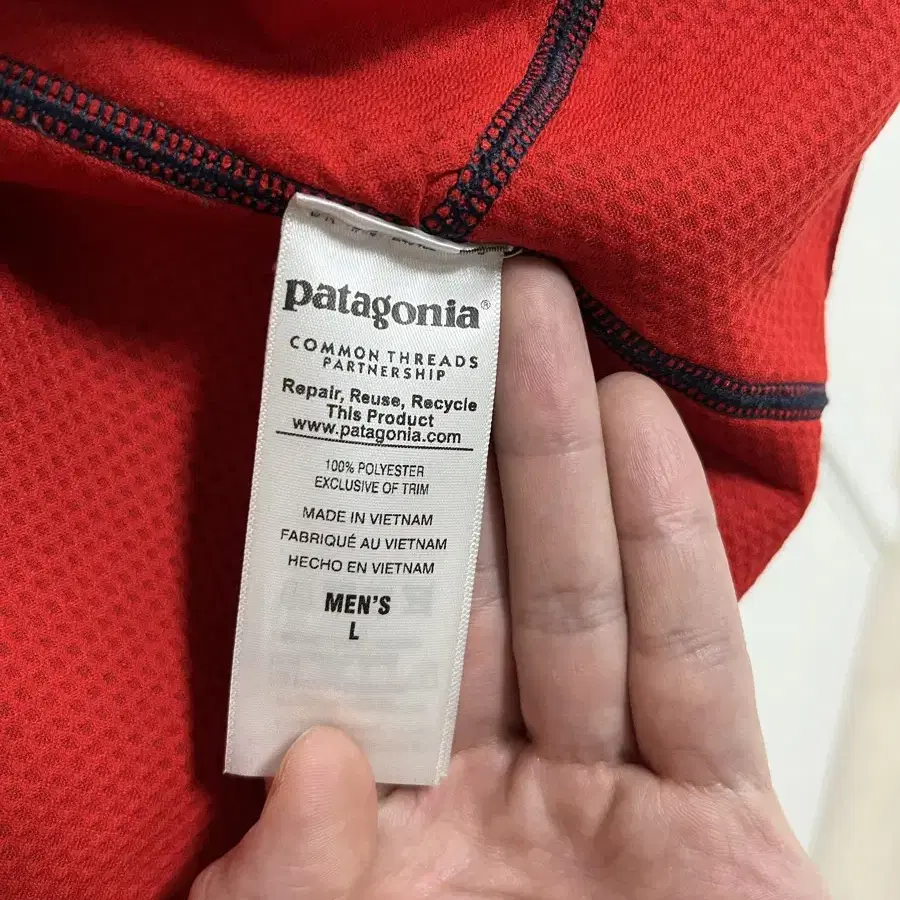 patagonia®
COMMON THREADS
PARTNERSHIP
Repair, Reuse, Recycle
This Product
www.patagonia.com
100% POLYESTER
EXCLUSIVE OF TRIM
MADE IN VIETNAM
FABRIQUÉ AU VIETNAM
HECHO EN VIETNAM
MEN'S
L